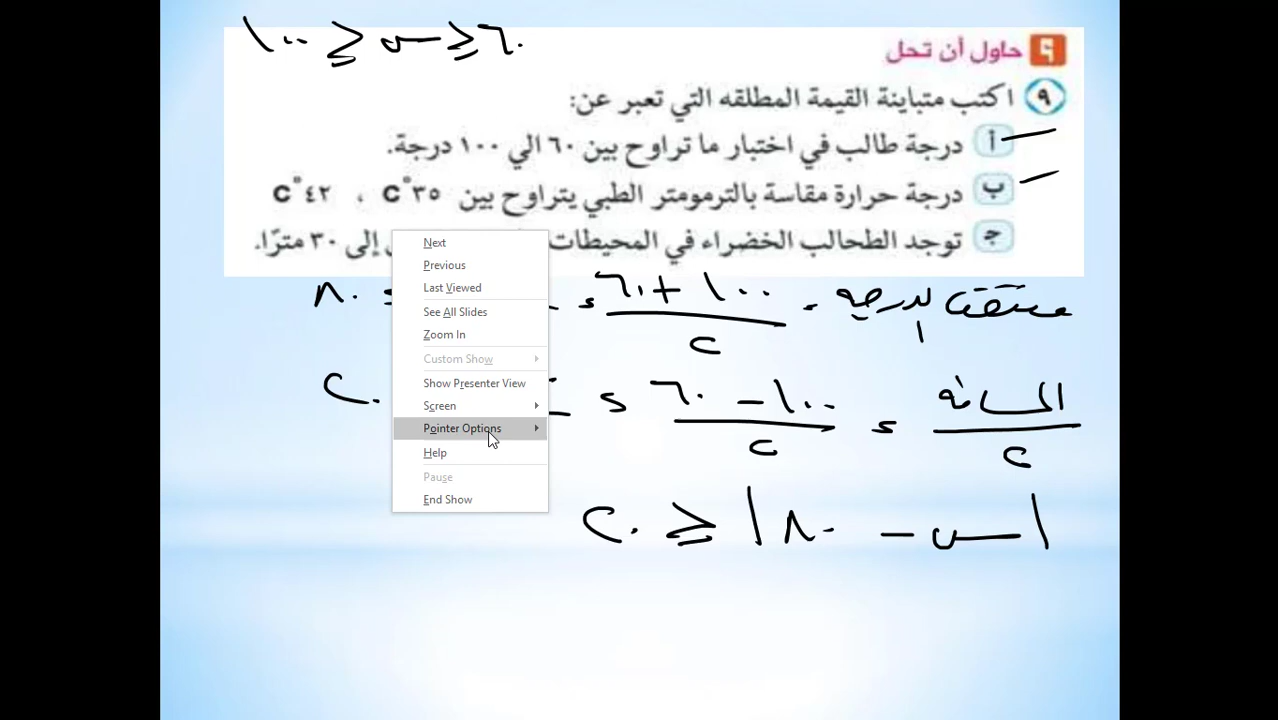 ٦٠ ≥ س ≥ ١٠٠
٩ حاول أن تحل
٩ اكتب متباينة القيمة المطلقه التي تعبر عن:
أ درجة طالب في اختبار ما تراوح بين ٦٠ الي ١٠٠ درجة.
ب درجة حرارة مقاسة بالترمومتر الطبي يتراوح بين ٣٥°C ، ٤٢°C
ج توجد الطحالب الخضراء في المحيطات إلى ٣٠ مترًا.
الدرجه = ١٠٠ + ٦٠ / ٢ = = ٨٠
المسافه / ٢ = ١٠٠ − ٦٠ / ٢ = ٢٠
|س − ٨٠| ≥ ٢٠
Next
Previous
Last Viewed
See All Slides
Zoom In
Custom Show
Show Presenter View
Screen
Pointer Options
Help
Pause
End Show